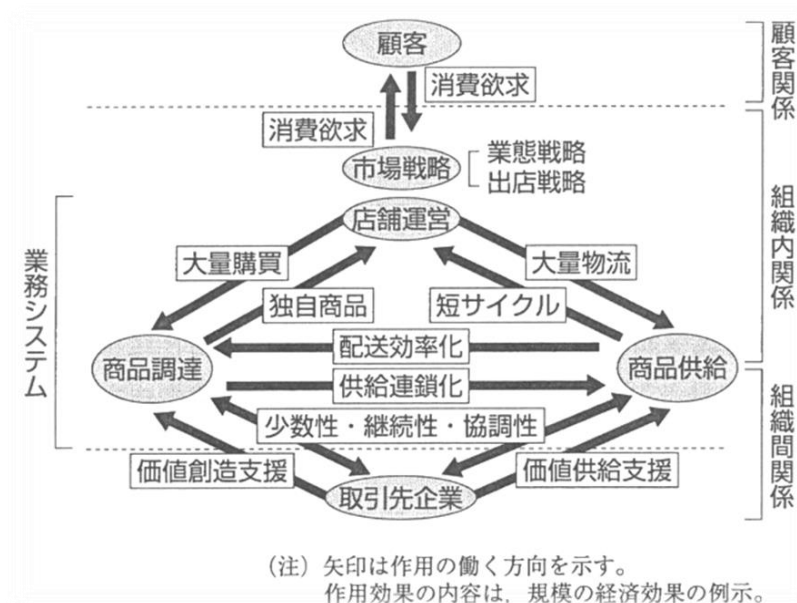 顧客
顧客関係
消費欲求
消費欲求
市場戦略
業態戦略
出店戦略
組織内関係
店舗運営
業務システム
大量購買
大量物流
独自商品
短サイクル
配送効率化
商品調達
商品供給
供給連鎖化
少数性・継続性・協調性
組織間関係
価値創造支援
価値供給支援
取引先企業
(注) 矢印は作用の働く方向を示す。
作用効果の内容は、規模の経済効果の例示。